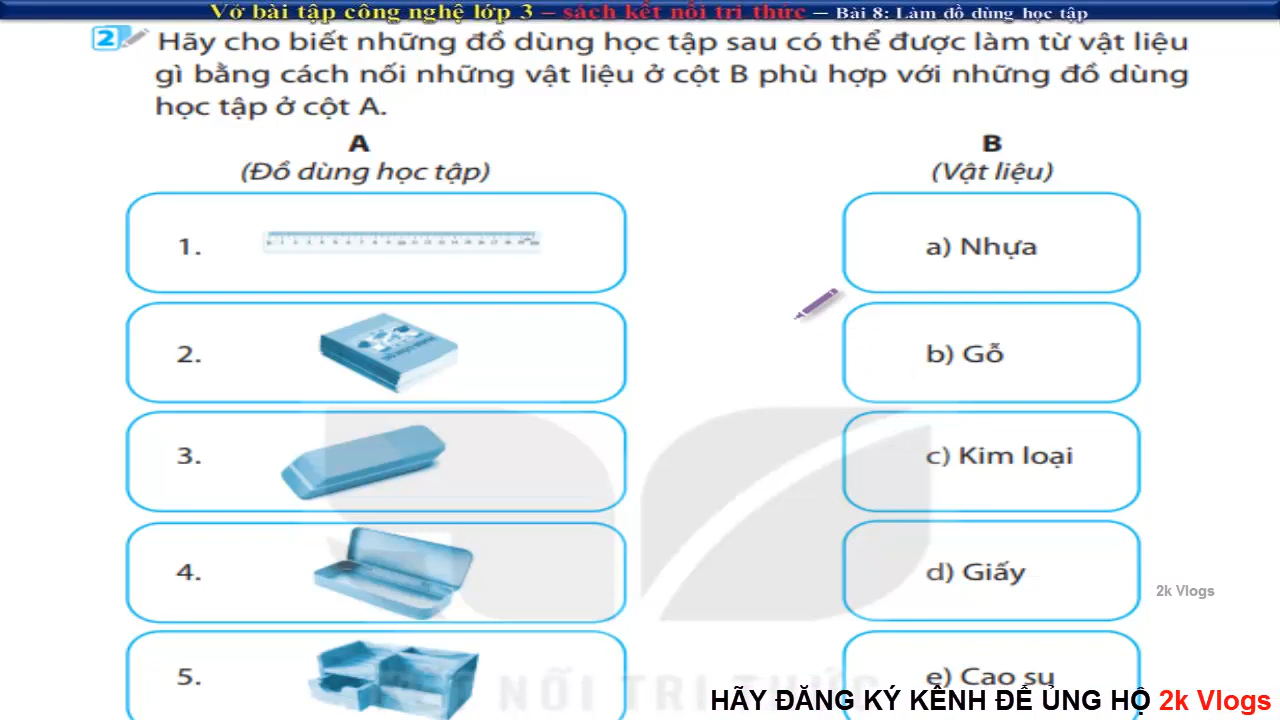 Vở bài tập công nghệ lớp 3 – sách kết nối tri thức – Bài 8: Làm đồ dùng học tập
2 Hãy cho biết những đồ dùng học tập sau có thể được làm từ vật liệu
gì bằng cách nối những vật liệu ở cột B phù hợp với những đồ dùng
học tập ở cột A.
A B
(Đồ dùng học tập) (Vật liệu)
1. a) Nhựa
2. b) Gỗ
3. c) Kim loại
4. d) Giấy
2k Vlogs
5. e) Cao su
NỐI TRI THỨC
HÃY ĐĂNG KÝ KÊNH ĐỂ ỦNG HỘ 2k Vlogs